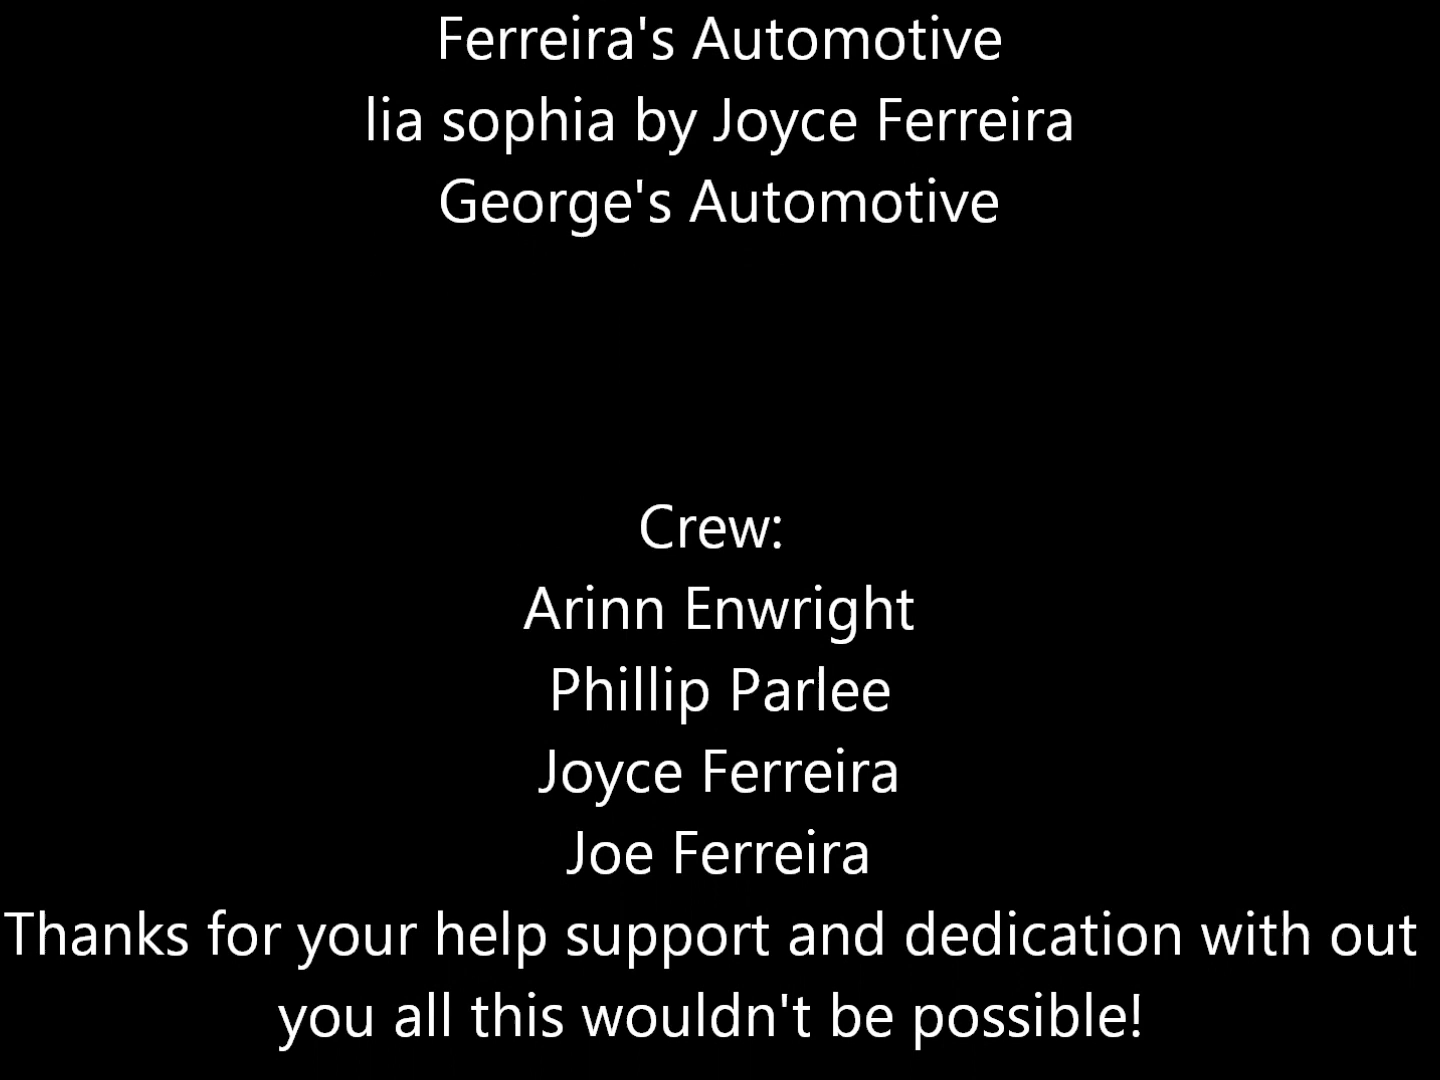 Ferreira's Automotive
lia sophia by Joyce Ferreira
George's Automotive
Crew:
Arinn Enwright
Phillip Parlee
Joyce Ferreira
Joe Ferreira
Thanks for your help support and dedication with out
you all this wouldn't be possible!